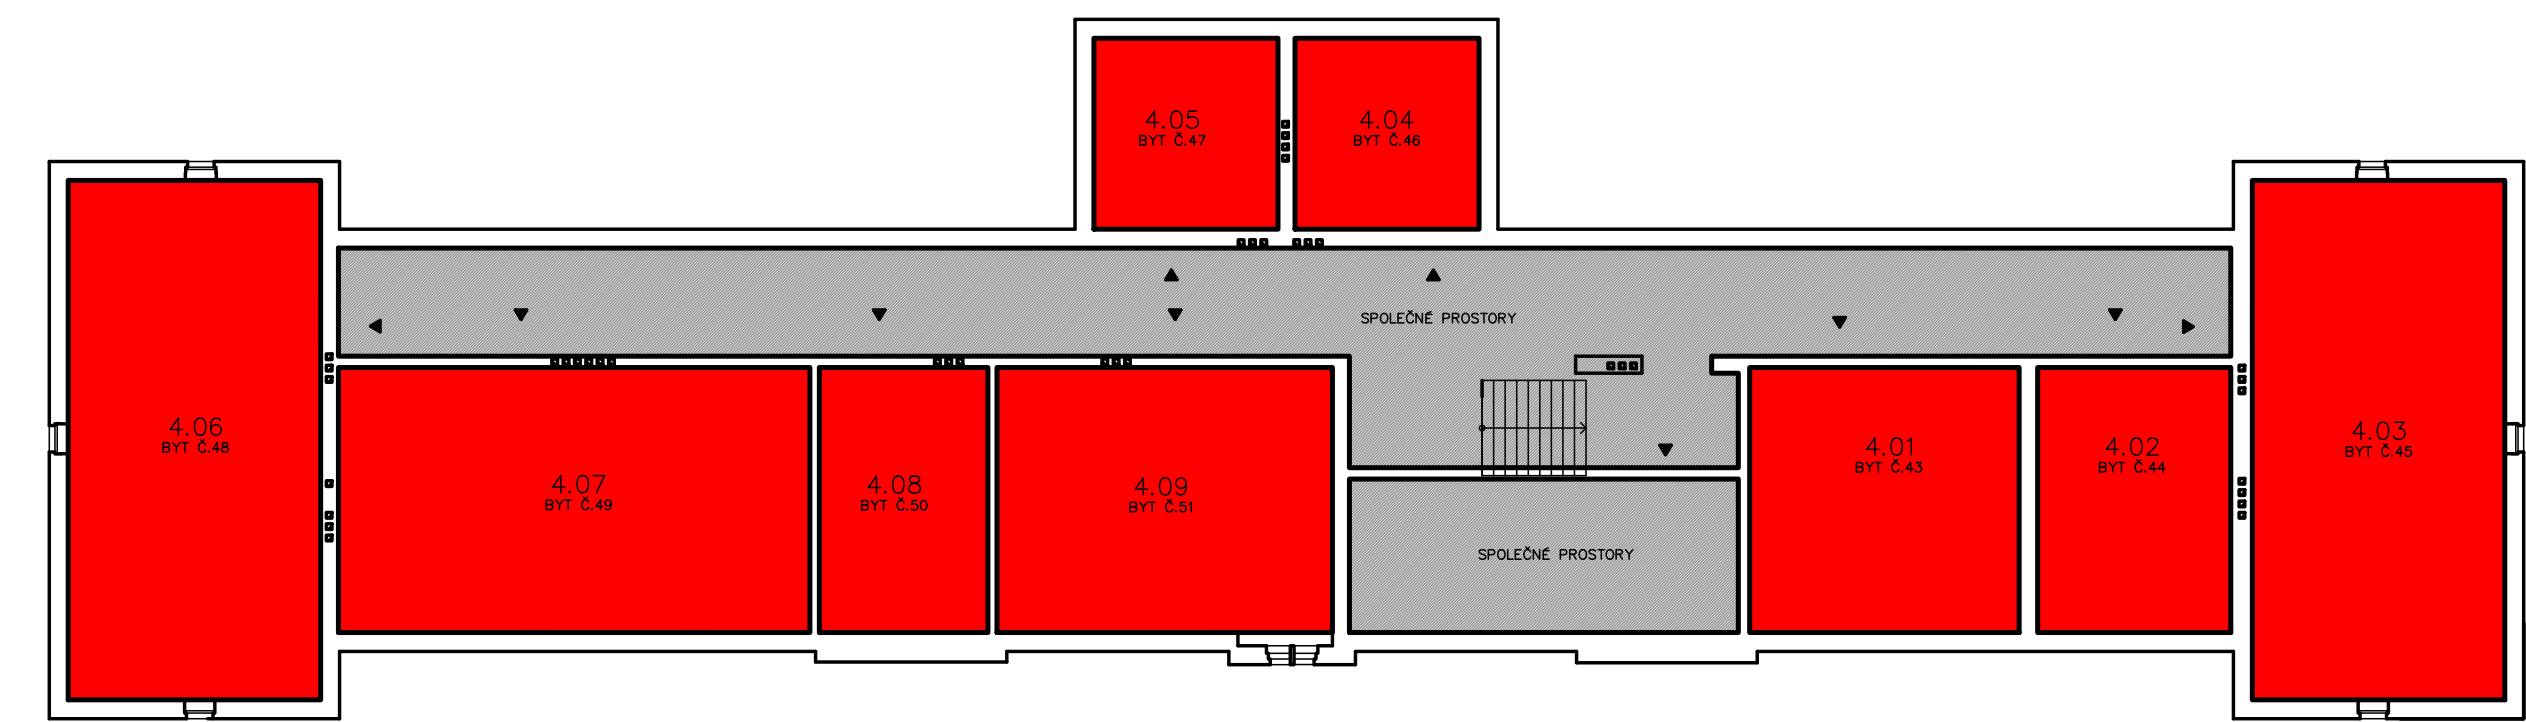 4.05
BYT Č.47
4.04
BYT Č.46
SPOLEČNÉ PROSTORY
4.06
BYT Č.48
4.07
BYT Č.49
4.08
BYT Č.50
4.09
BYT Č.51
SPOLEČNÉ PROSTORY
4.01
BYT Č.43
4.02
BYT Č.44
4.03
BYT Č.45